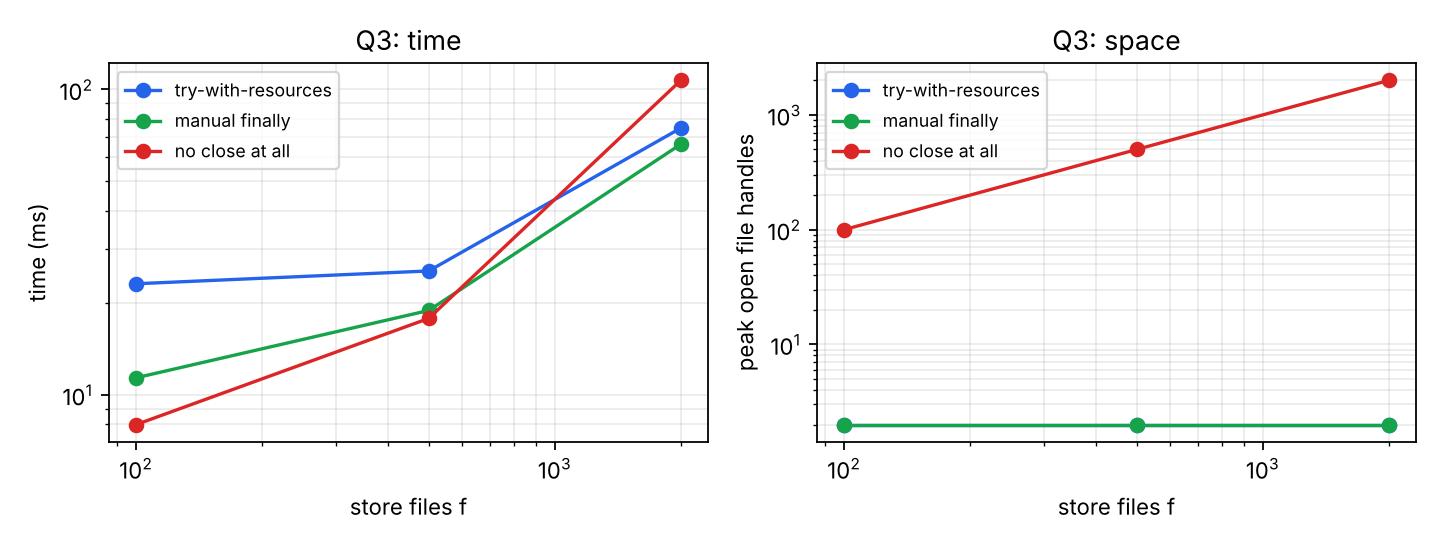 Q3: time
10²
10¹
time (ms)
try-with-resources
manual finally
no close at all
10²
10³
store files f
Q3: space
10³
10²
10¹
peak open file handles
try-with-resources
manual finally
no close at all
10²
10³
store files f